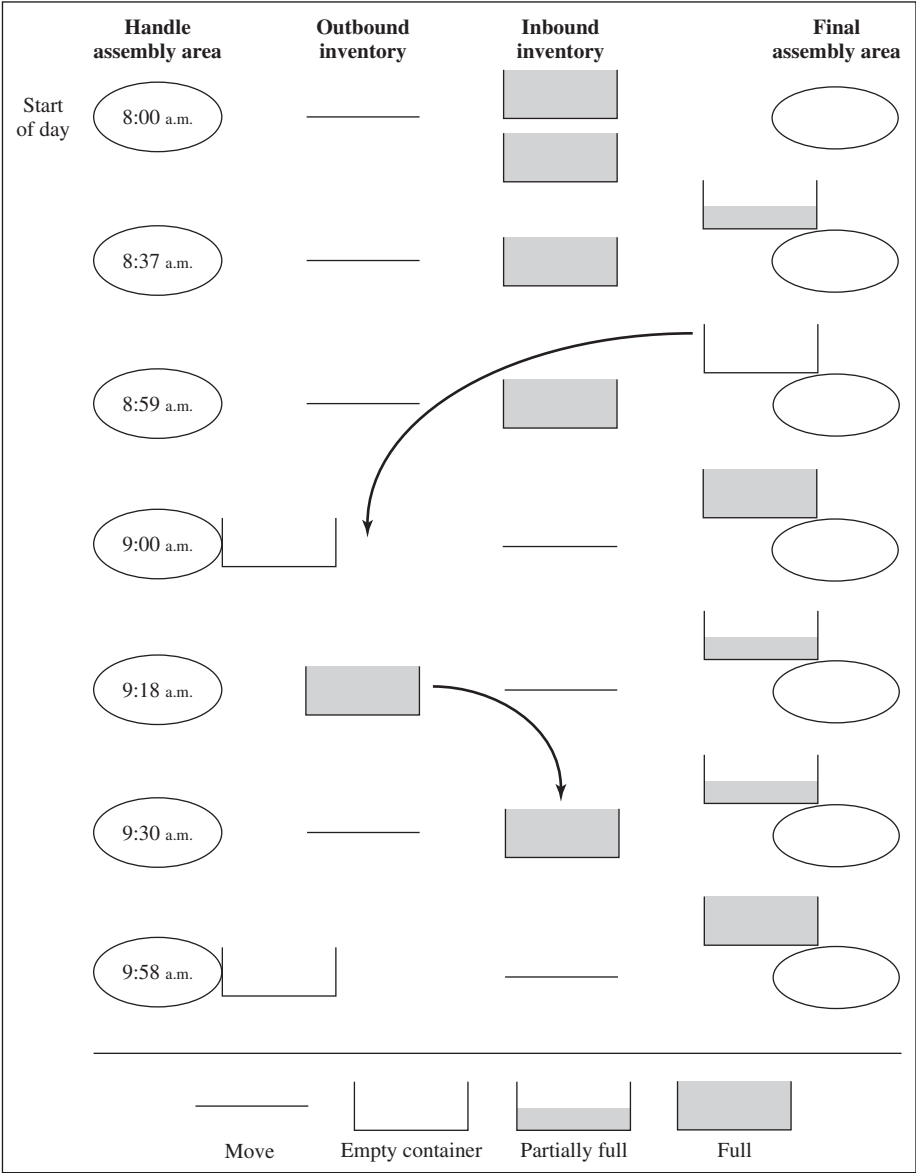 Handle
assembly area
Outbound
inventory
Inbound
inventory
Final
assembly area
Start
of day
8:00 a.m.
8:37 a.m.
8:59 a.m.
9:00 a.m.
9:18 a.m.
9:30 a.m.
9:58 a.m.
Move
Empty container
Partially full
Full